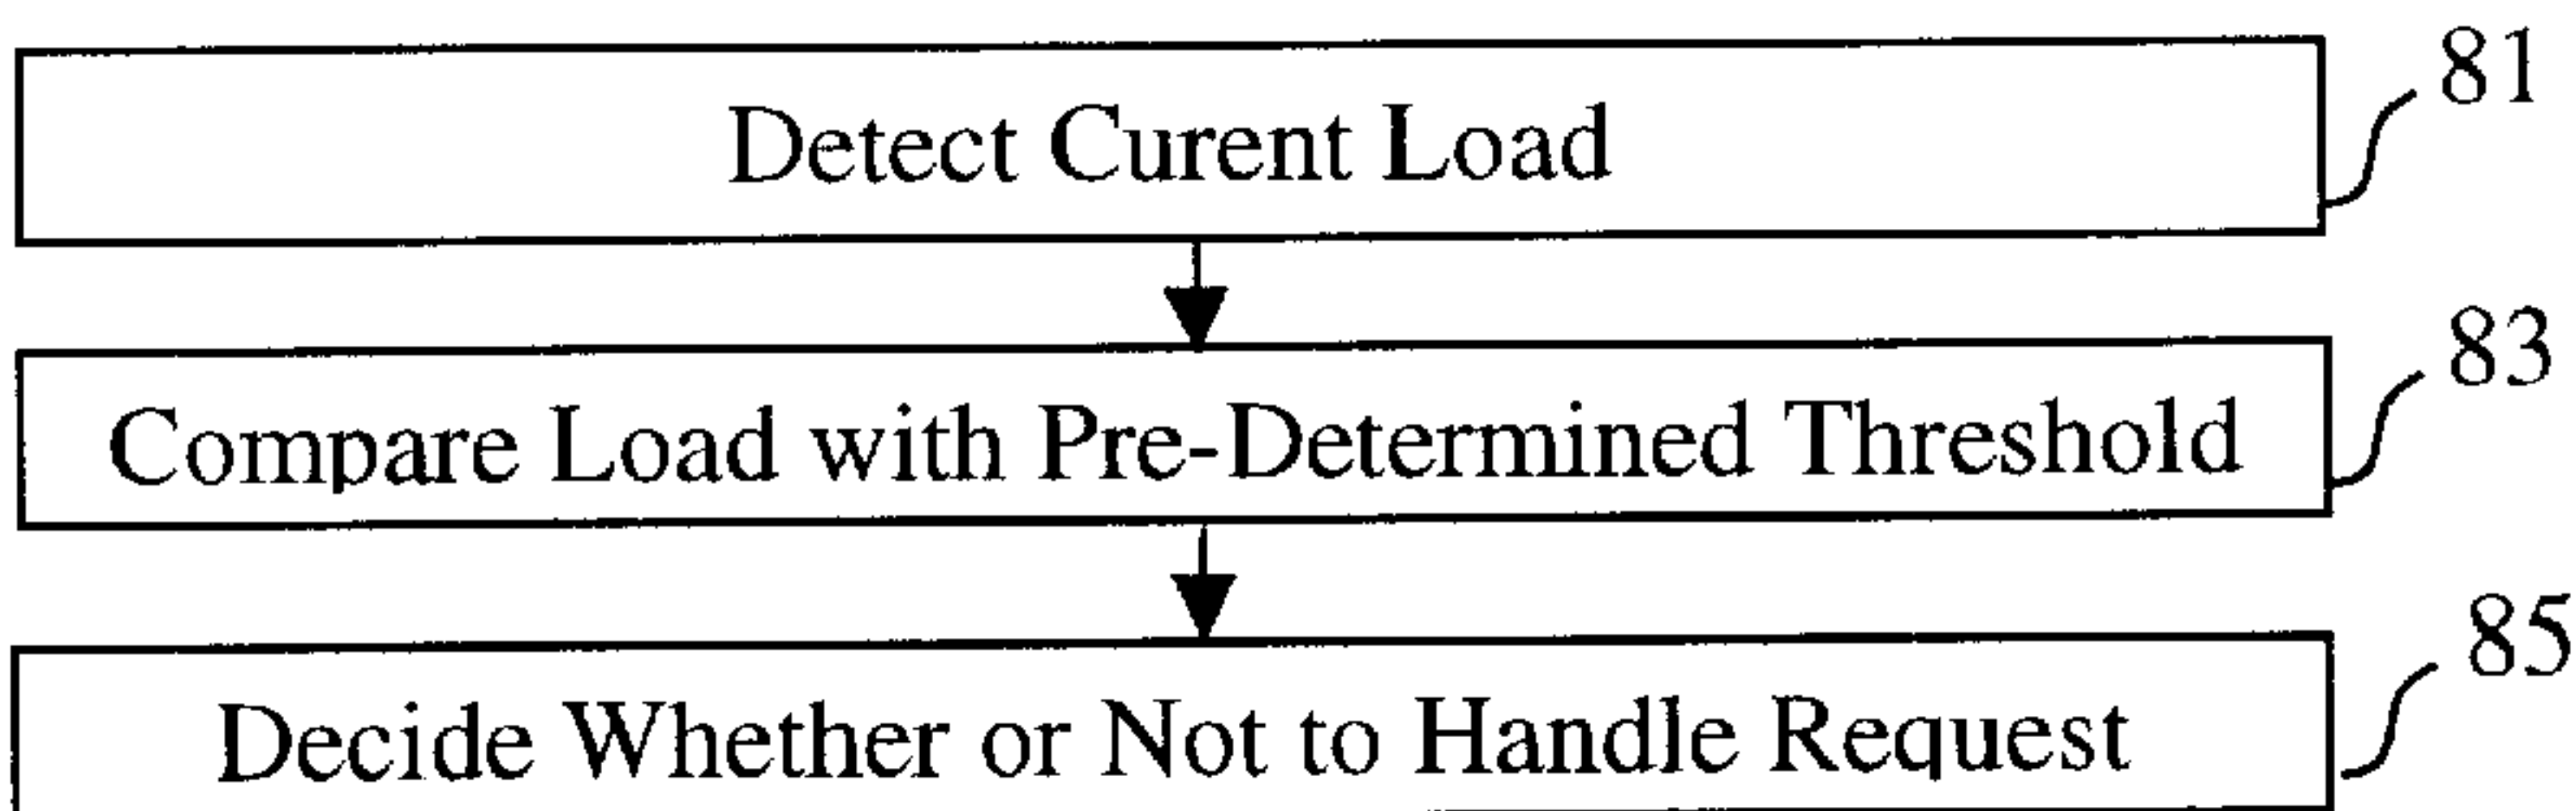 Detect Curent Load
81
Compare Load with Pre-Determined Threshold
83
Decide Whether or Not to Handle Request
85